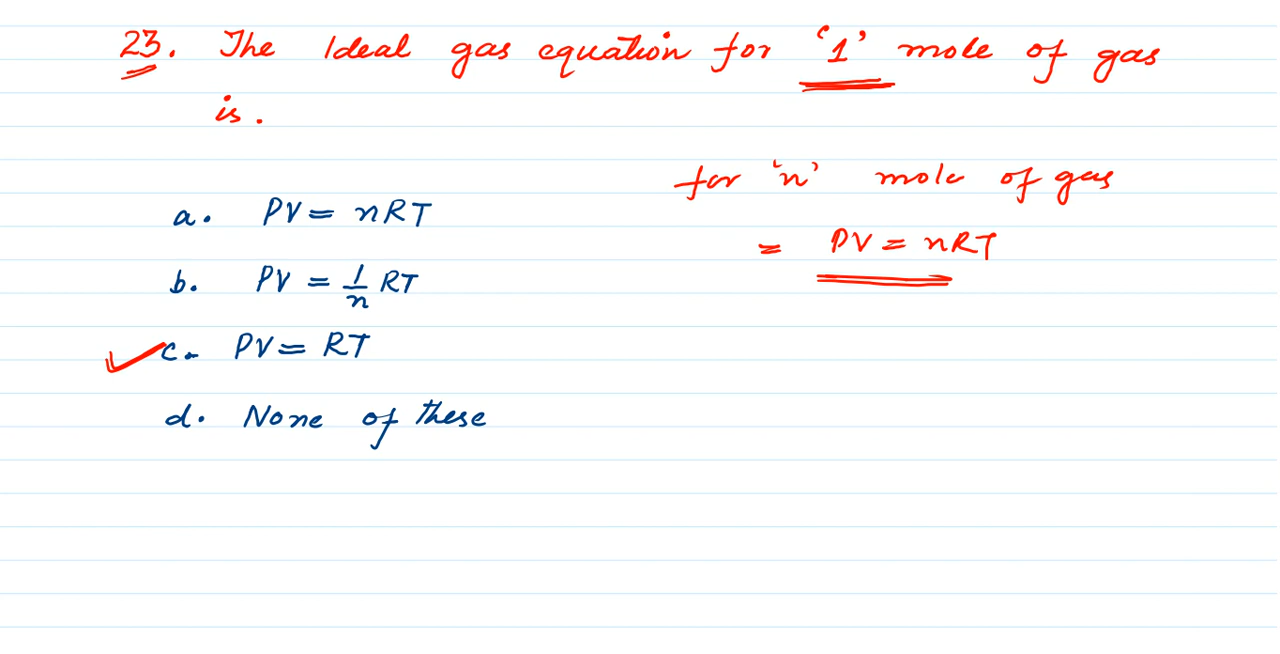 23. The Ideal gas equation for '1' mole of gas
is.
for 'n' mole of gas
= PV = nRT
a. PV = nRT
b. PV = 1/n RT
c. PV = RT
d. None of these